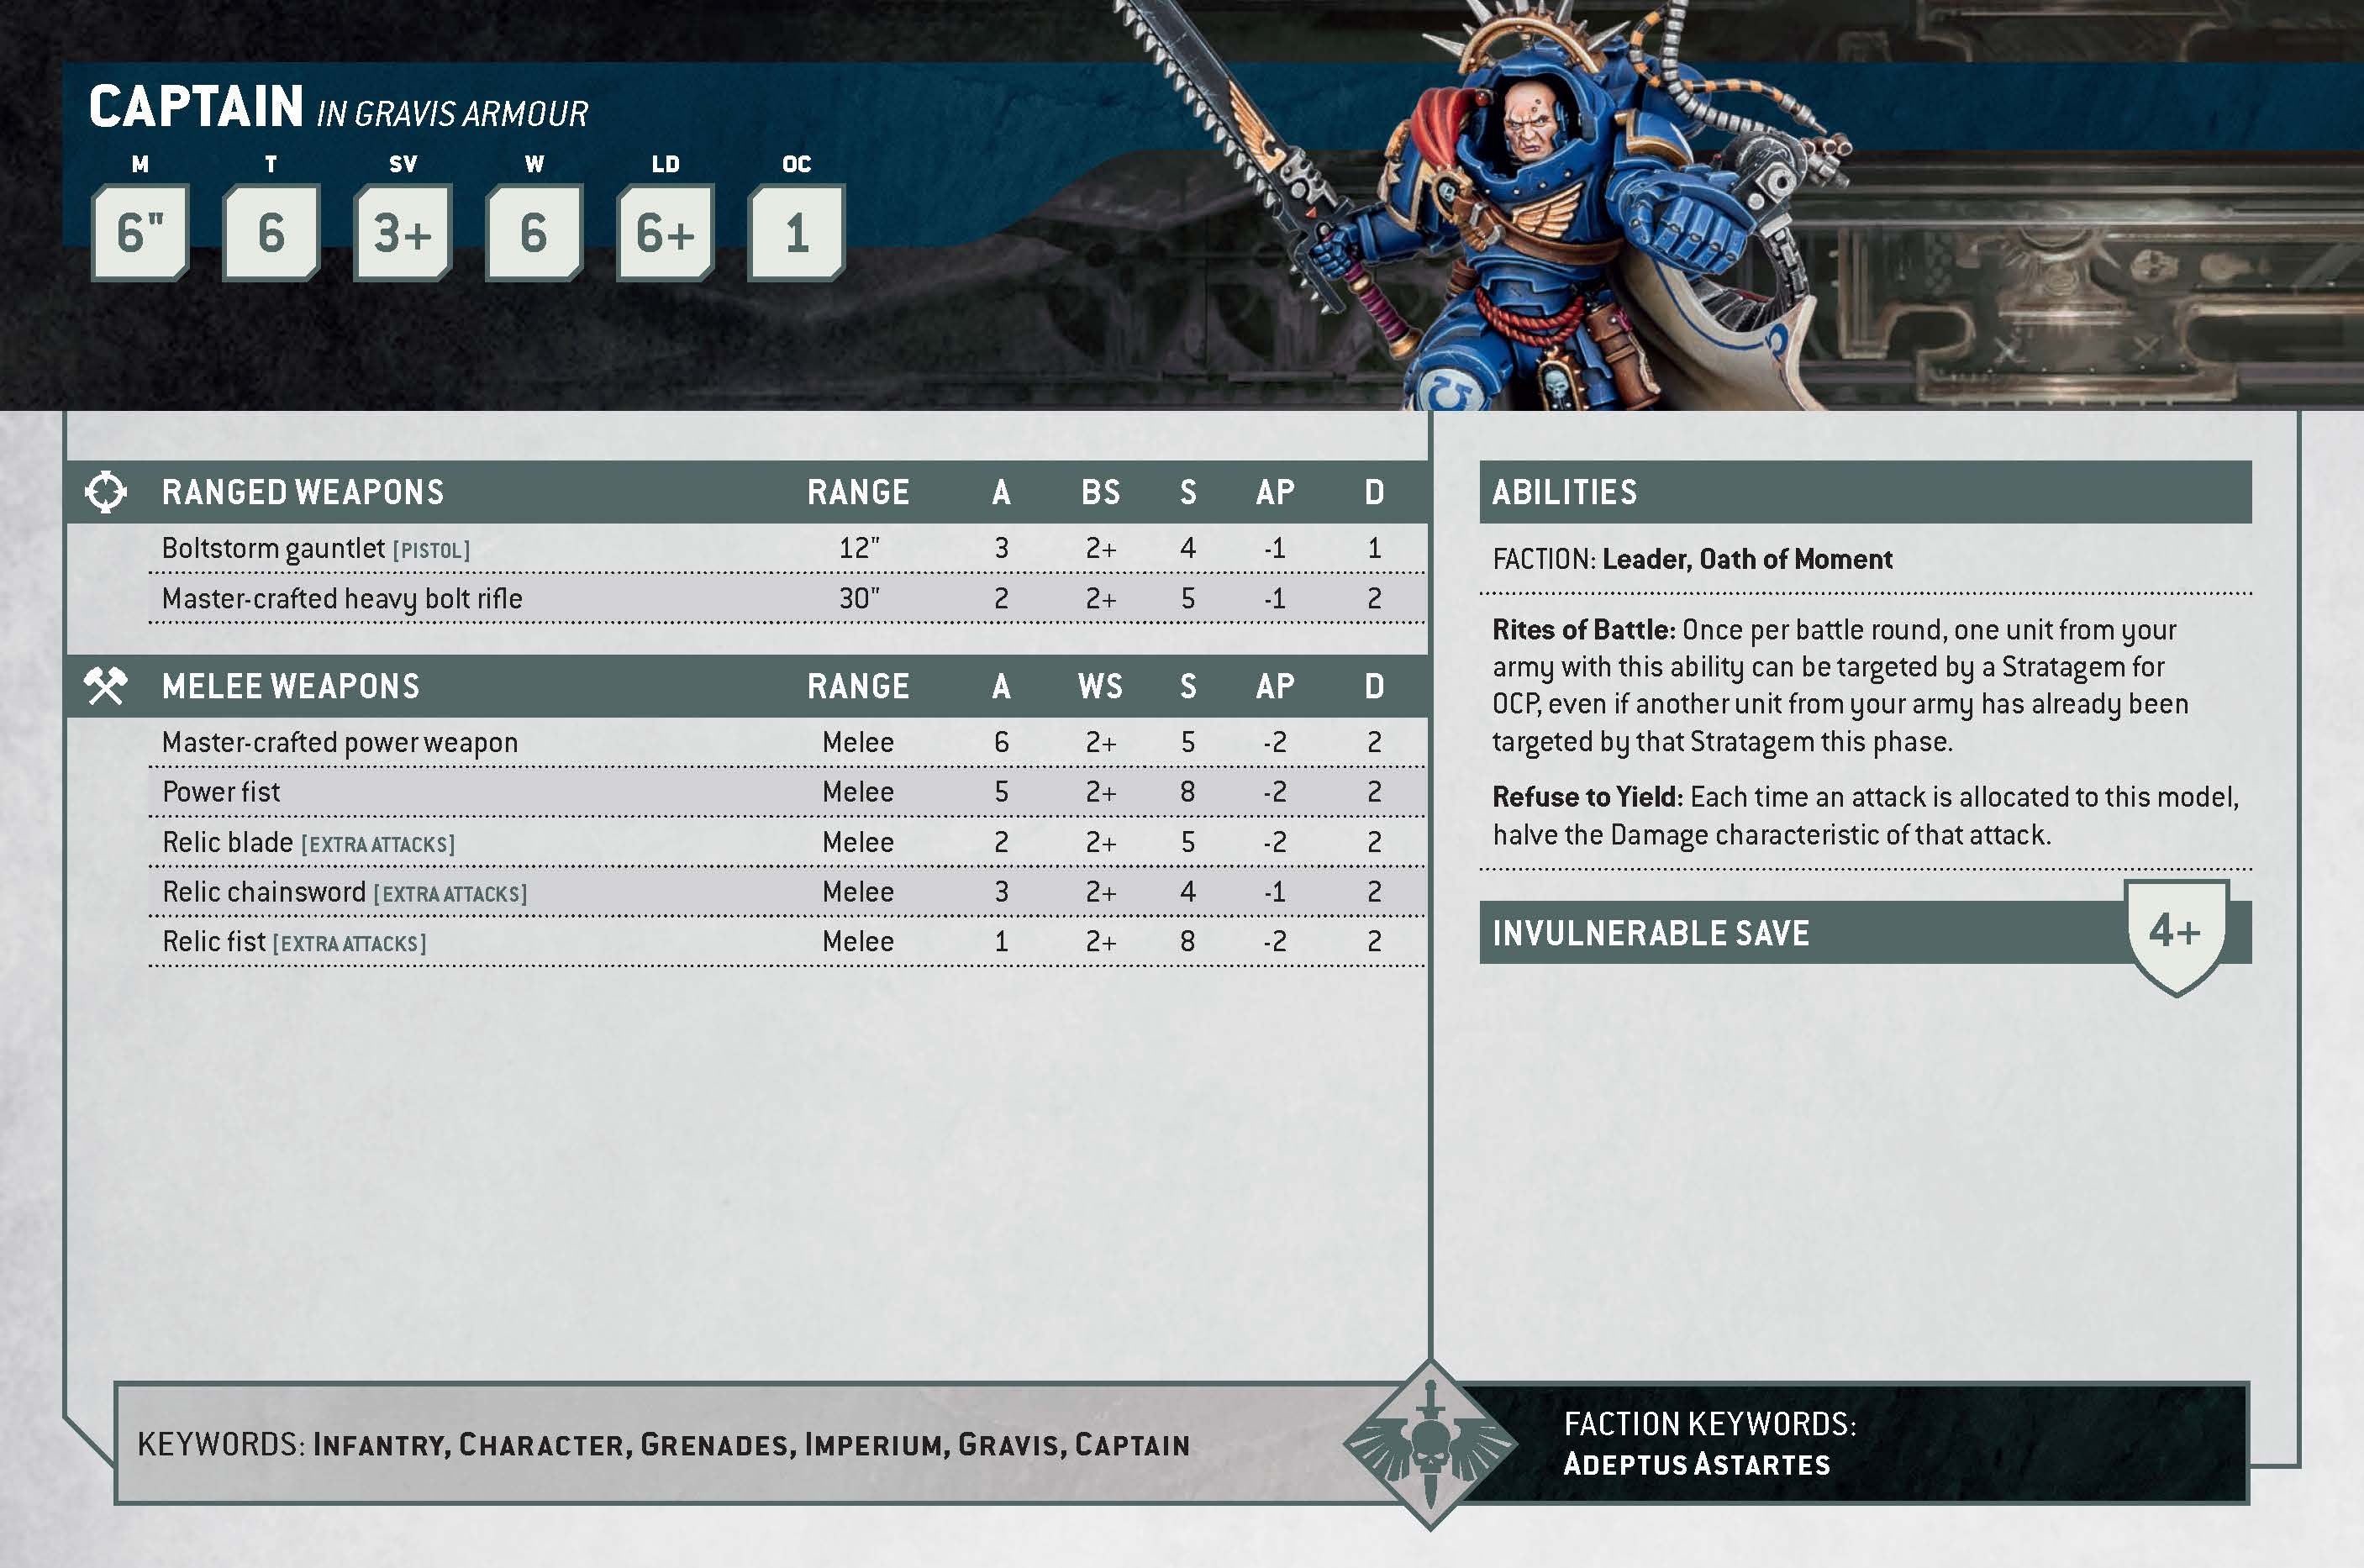 CAPTAIN IN GRAVIS ARMOUR
M T SV W LD OC
6" 6 3+ 6 6+ 1
RANGED WEAPONS RANGE A BS S AP D
Boltstorm gauntlet [PISTOL] 12" 3 2+ 4 -1 1
Master-crafted heavy bolt rifle 30" 2 2+ 5 -1 2
MELEE WEAPONS RANGE A WS S AP D
Master-crafted power weapon Melee 6 2+ 5 -2 2
Power fist Melee 5 2+ 8 -2 2
Relic blade [EXTRA ATTACKS] Melee 2 2+ 5 -2 2
Relic chainsword [EXTRA ATTACKS] Melee 3 2+ 4 -1 2
Relic fist [EXTRA ATTACKS] Melee 1 2+ 8 -2 2
ABILITIES
FACTION: Leader, Oath of Moment
Rites of Battle: Once per battle round, one unit from your
army with this ability can be targeted by a Stratagem for
0CP, even if another unit from your army has already been
targeted by that Stratagem this phase.
Refuse to Yield: Each time an attack is allocated to this model,
halve the Damage characteristic of that attack.
INVULNERABLE SAVE 4+
KEYWORDS: INFANTRY, CHARACTER, GRENADES, IMPERIUM, GRAVIS, CAPTAIN
FACTION KEYWORDS:
ADEPTUS ASTARTES